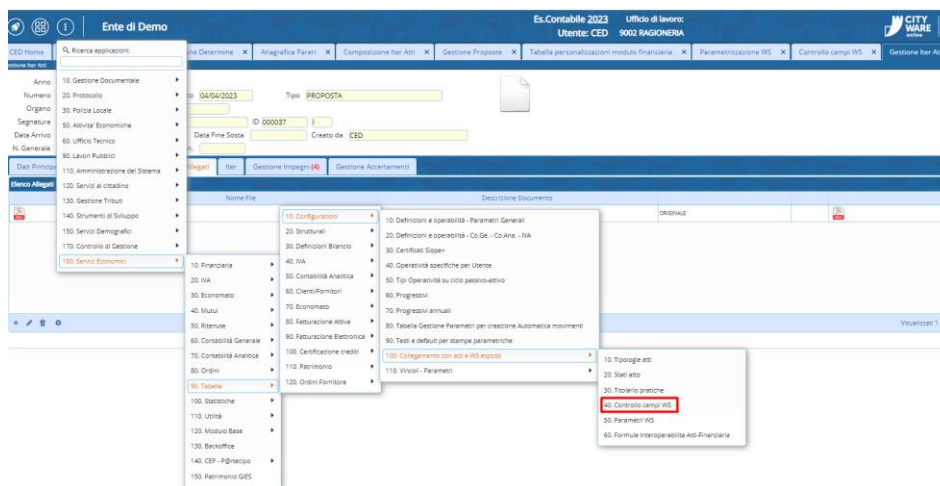 Ente di Demo
Es.Contabile 2023 Ufficio di lavoro:
Utente: CED 9002 RAGIONERIA
CITY
WARE
online
CED Home
ne Determine × Anagrafica Pareri × Composizione Iter Atti × Gestione Proposte × Tabella personalizzazioni modulo finanziaria × Parametrizzazione WS × Controllo campi WS × Gestione Iter At
estione Iter Atti
Ricerca applicazioni:
Anno
Numero
04/04/2023 Tipo PROPOSTA
Organo
Segnatura
ID 000037
Data Arrivo
Data Fine Sosta Creato da CED
N. Generale
n.
Dati Principa
Allegati Iter Gestione Impegni (4) Gestione Accertamenti
Elenco Allegati
Nome File Descrizione Documento
ORIGINALE
Visualizzati 1
10. Gestione Documentale
20. Protocollo
30. Polizia Locale
50. Attivita' Economiche
60. Ufficio Tecnico
90. Lavori Pubblici
110. Amministrazione del Sistema
120. Servizi al cittadino
130. Gestione Tributi
140. Strumenti di Sviluppo
150. Servizi Demografici
170. Controllo di Gestione
180. Servizi Economici
10. Finanziaria
20. IVA
30. Economato
40. Mutui
50. Ritenute
60. Contabilità Generale
70. Contabilità Analitica
80. Ordini
90. Tabelle
100. Statistiche
110. Utilità
120. Modulo Base
130. Backoffice
140. CEP - P@rtecipo
150. Patrimonio GIES
10. Configurazioni
20. Strutturali
30. Definizioni Bilancio
40. IVA
50. Contabilità Analitica
60. Clienti/Fornitori
70. Economato
80. Fatturazione Attiva
90. Fatturazione Elettronica
100. Certificazione crediti
110. Patrimonio
120. Ordini Fornitore
10. Definizioni e operabilità - Parametri Generali
20. Definizioni e operabilità - Co.Ge. - Co.Ana. - IVA
30. Certificati Siope+
40. Operatività specifiche per Utente
50. Tipi Operatività su ciclo passivo-attivo
60. Progressivi
70. Progressivi annuali
80. Tabella Gestione Parametri per creazione Automatica movimenti
90. Testi e default per stampe parametriche
100. Collegamento con atti e WS esposti
110. Vincoli - Parametri
10. Tipologie atti
20. Stati atto
30. Titolario pratiche
40. Controllo campi WS
50. Parametri WS
60. Formule Interoperabilita Atti-Finanziaria